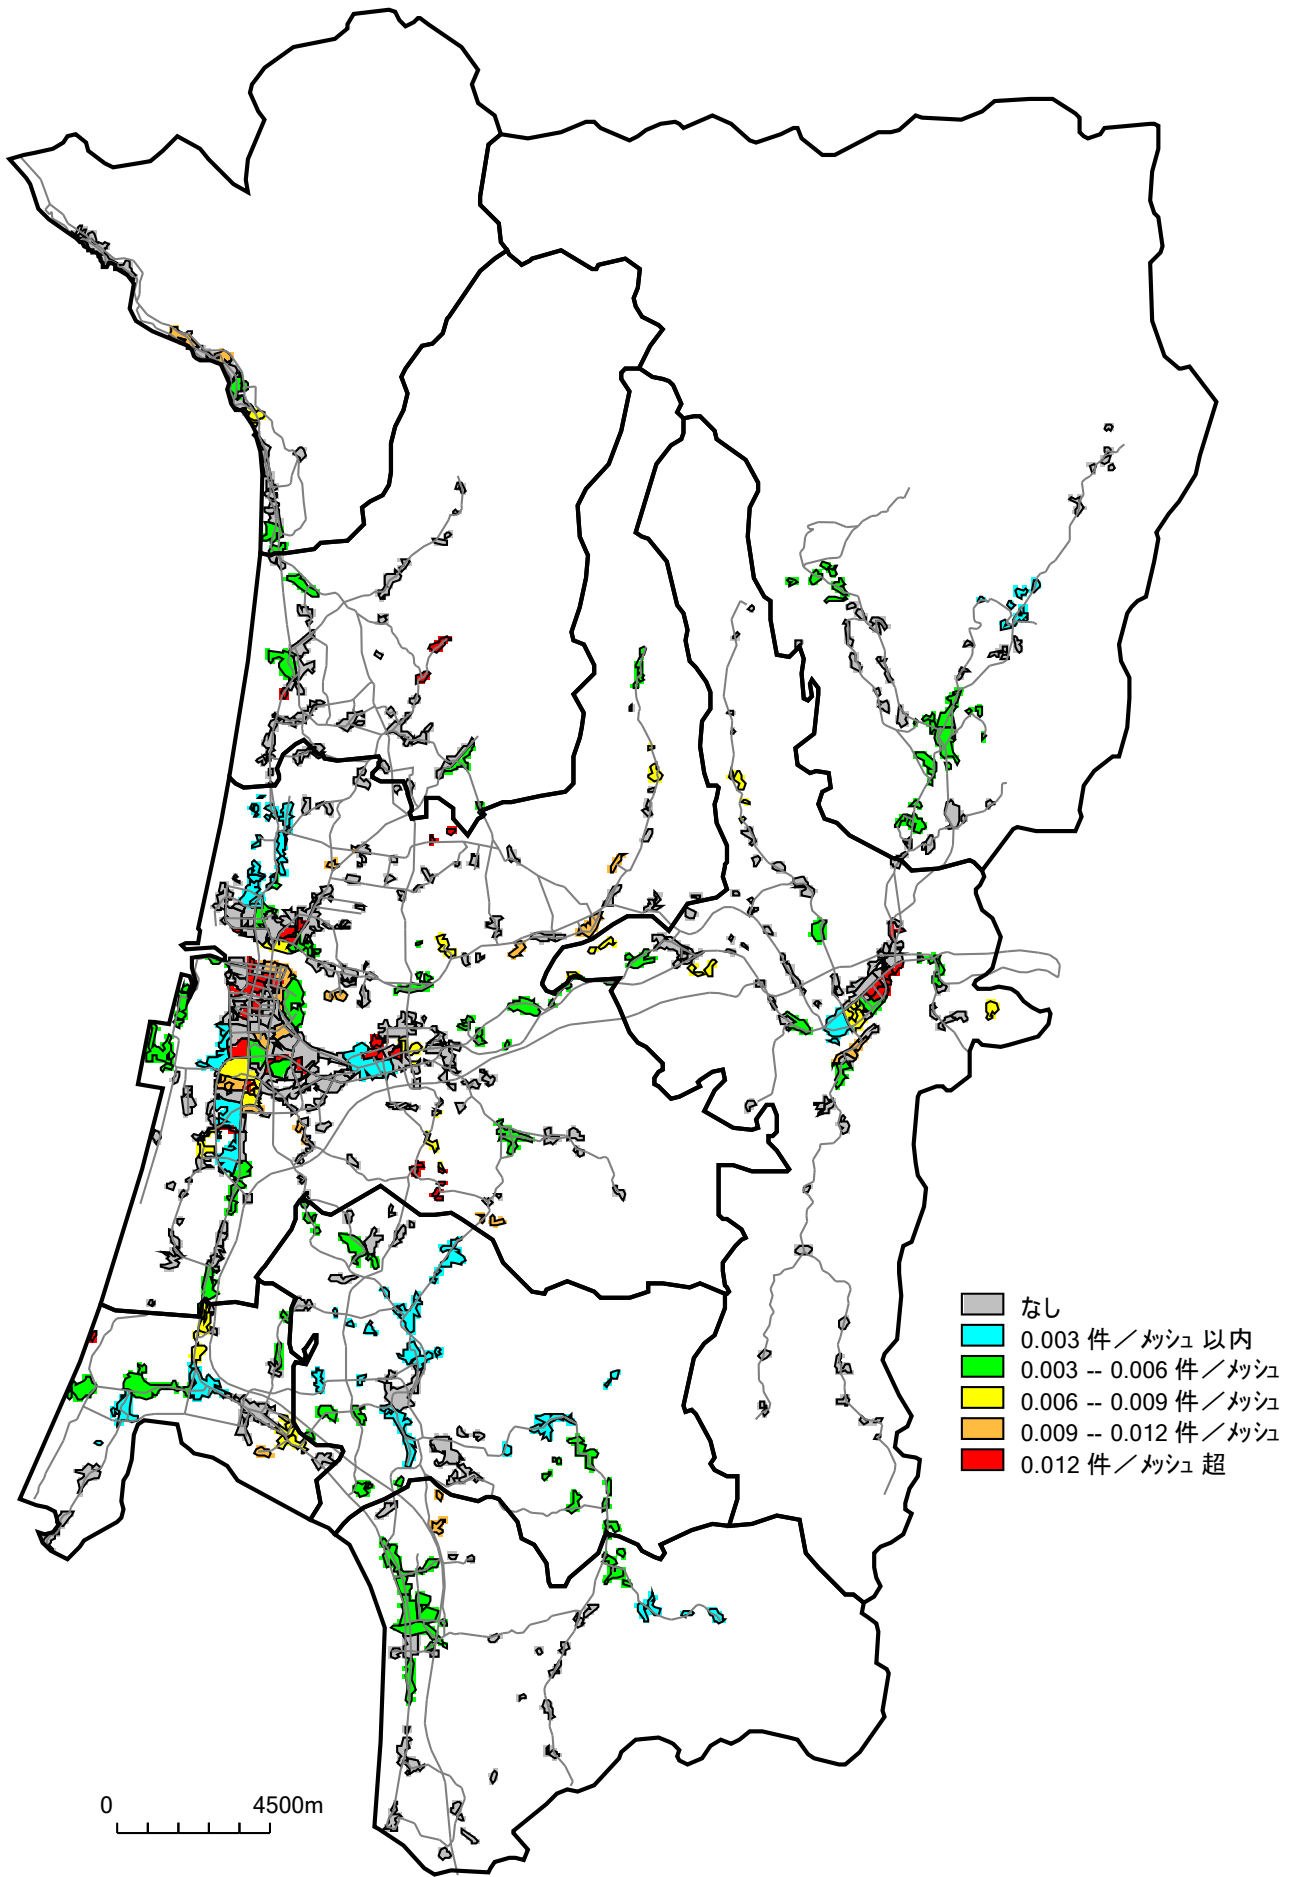 なし
0.003 件／メッシュ 以内
0.003 -- 0.006 件／メッシュ
0.006 -- 0.009 件／メッシュ
0.009 -- 0.012 件／メッシュ
0.012 件／メッシュ 超
0 4500m